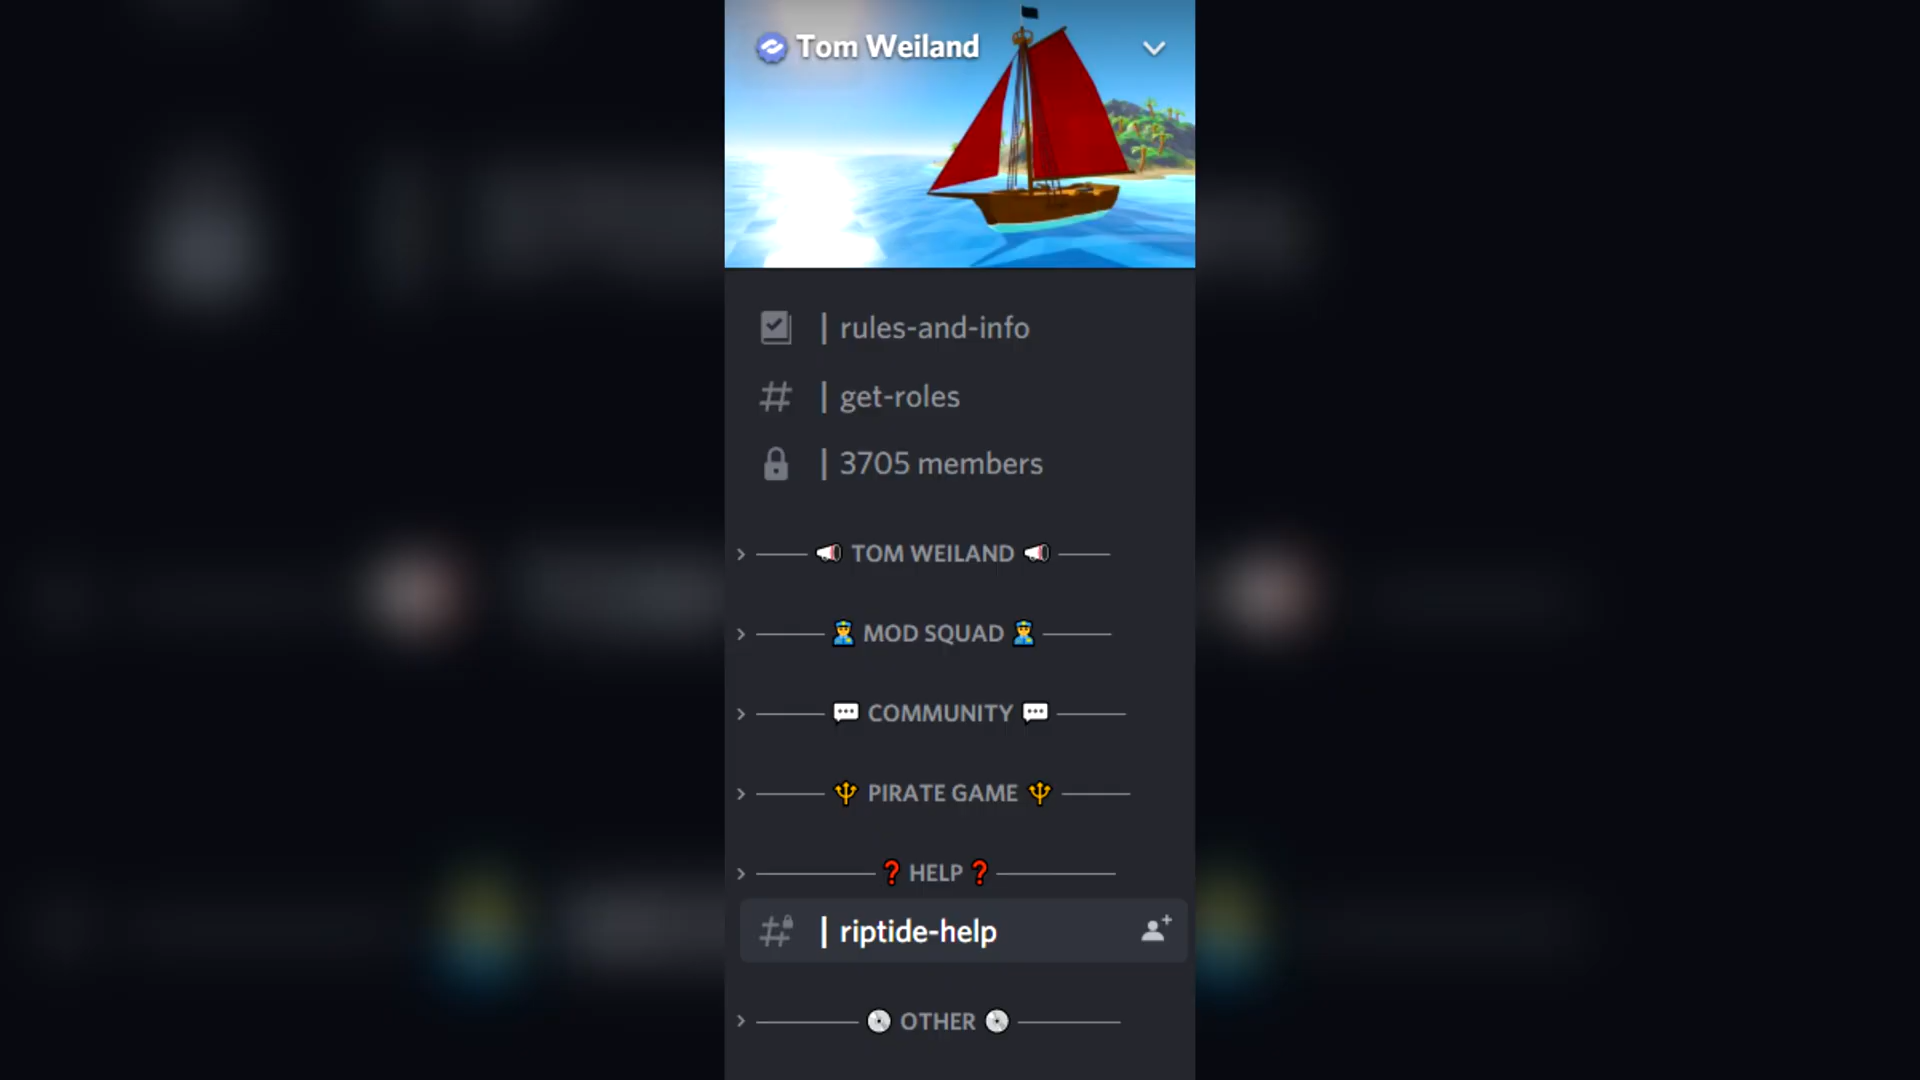 Tom Weiland
| rules-and-info
| get-roles
| 3705 members
TOM WEILAND
MOD SQUAD
COMMUNITY
PIRATE GAME
❓ HELP ❓
| riptide-help
OTHER